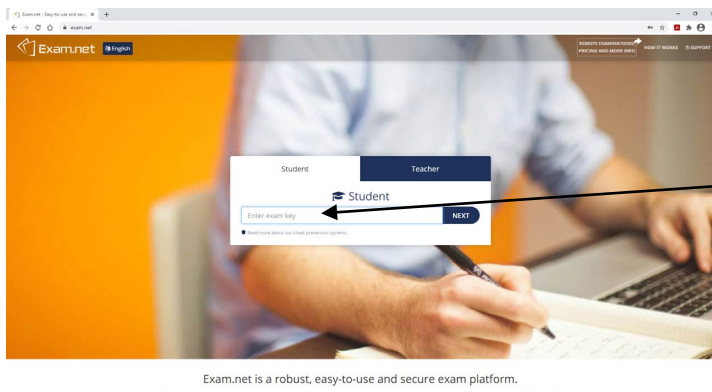 Exam.net - Easy-to-use and secu
exam.net
Exam.net
English
REMOTE EXAMINATIONS
PRICING AND MORE INFO
HOW IT WORKS
SUPPORT
Student
Teacher
Student
Enter exam key
NEXT
Read more about our cheat prevention systems
Exam.net is a robust, easy-to-use and secure exam platform.